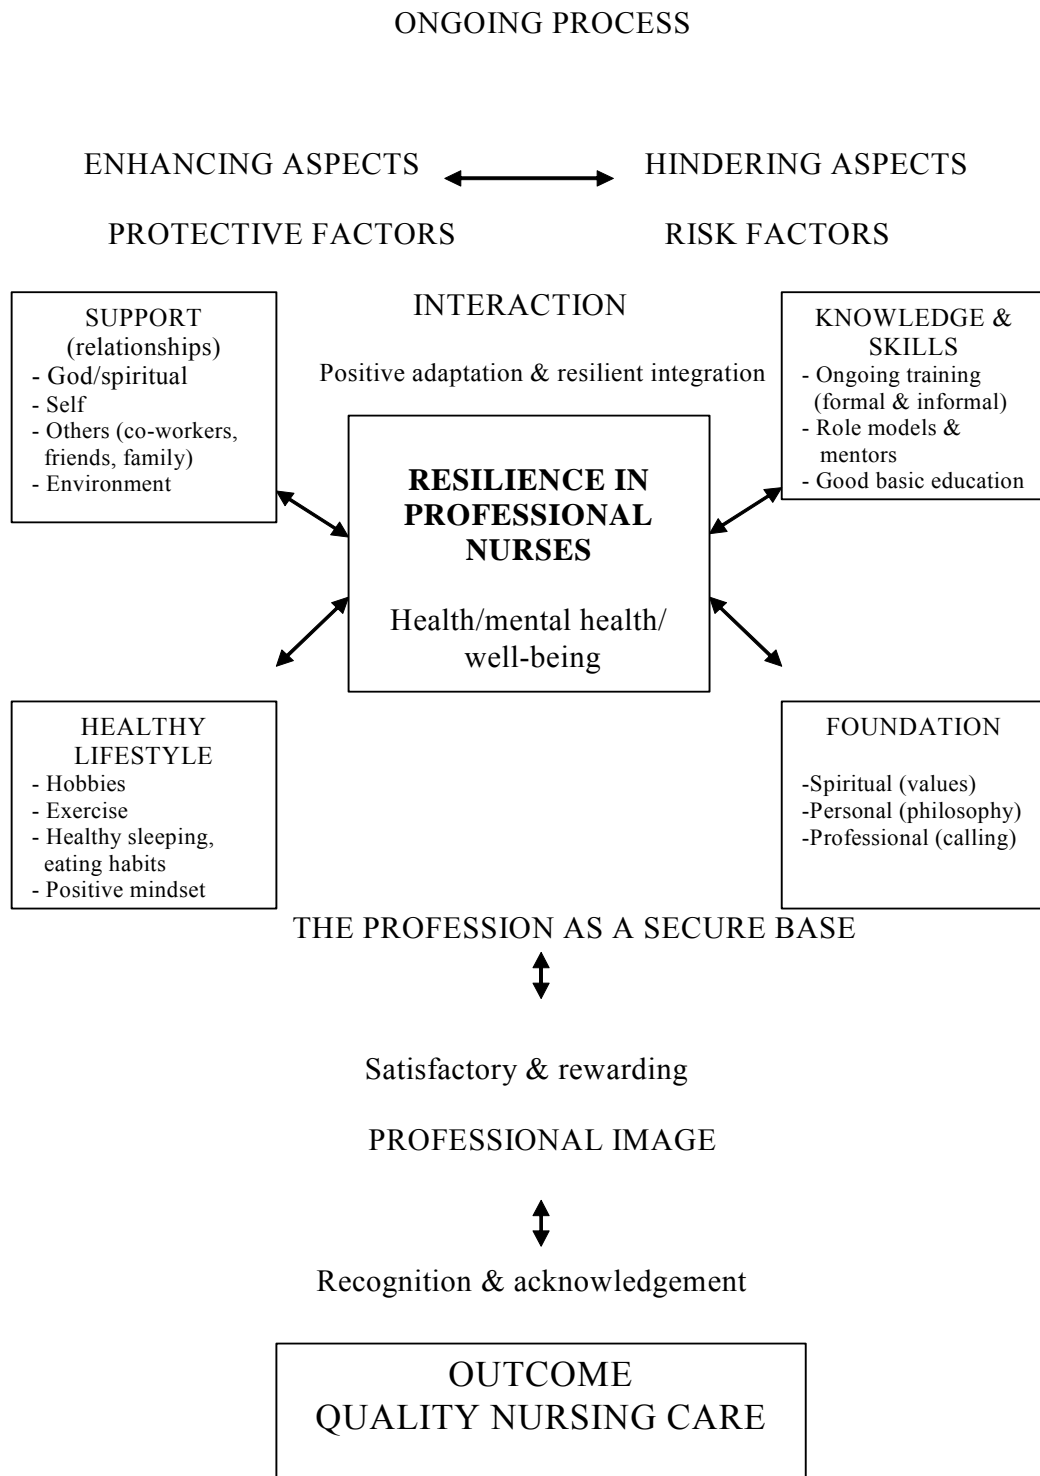 ONGOING PROCESS
ENHANCING ASPECTS
HINDERING ASPECTS
PROTECTIVE FACTORS
RISK FACTORS
INTERACTION
Positive adaptation & resilient integration
SUPPORT
(relationships)
- God/spiritual
- Self
- Others (co-workers,
friends, family)
- Environment
KNOWLEDGE &
SKILLS
- Ongoing training
(formal & informal)
- Role models &
mentors
- Good basic education
RESILIENCE IN
PROFESSIONAL
NURSES
Health/mental health/
well-being
HEALTHY
LIFESTYLE
- Hobbies
- Exercise
- Healthy sleeping,
eating habits
- Positive mindset
FOUNDATION
-Spiritual (values)
-Personal (philosophy)
-Professional (calling)
THE PROFESSION AS A SECURE BASE
Satisfactory & rewarding
PROFESSIONAL IMAGE
Recognition & acknowledgement
OUTCOME
QUALITY NURSING CARE